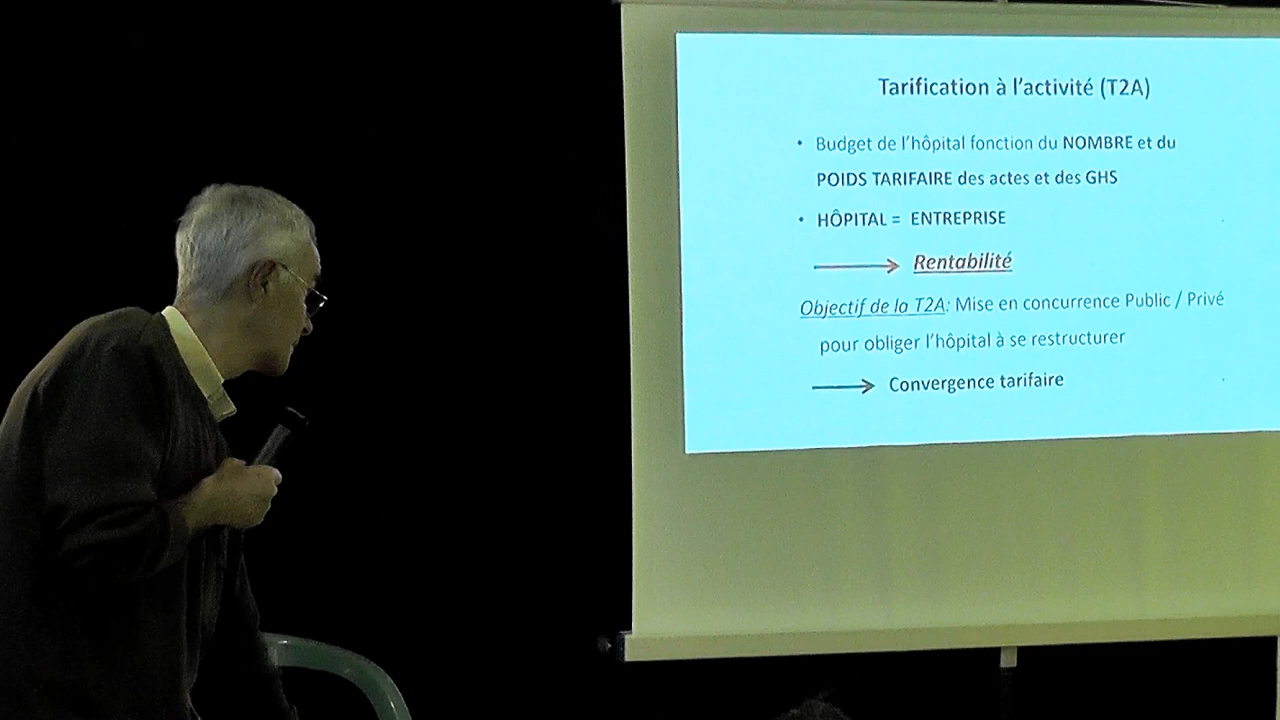 Tarification à l'activité (T2A)
• Budget de l'hôpital fonction du NOMBRE et du
POIDS TARIFAIRE des actes et des GHS
• HÔPITAL = ENTREPRISE
Rentabilité
Objectif de la T2A: Mise en concurrence Public / Privé
pour obliger l'hôpital à se restructurer
Convergence tarifaire